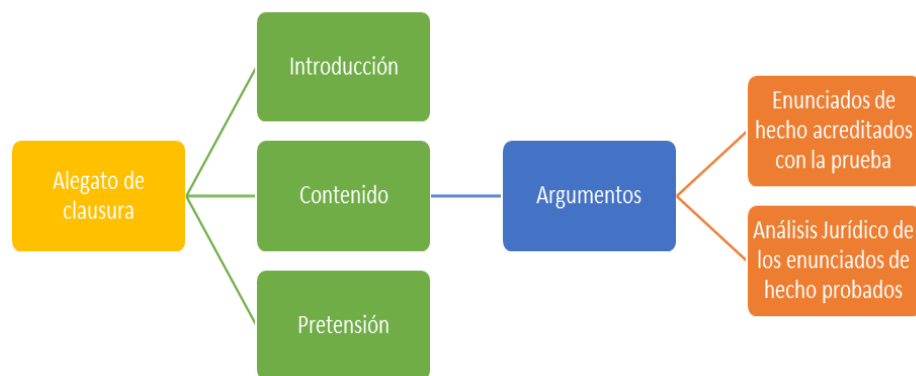 Alegato de
clausura
Introducción
Contenido
Pretensión
Argumentos
Enunciados de
hecho acreditados
con la prueba
Análisis Jurídico de
los enunciados de
hecho probados